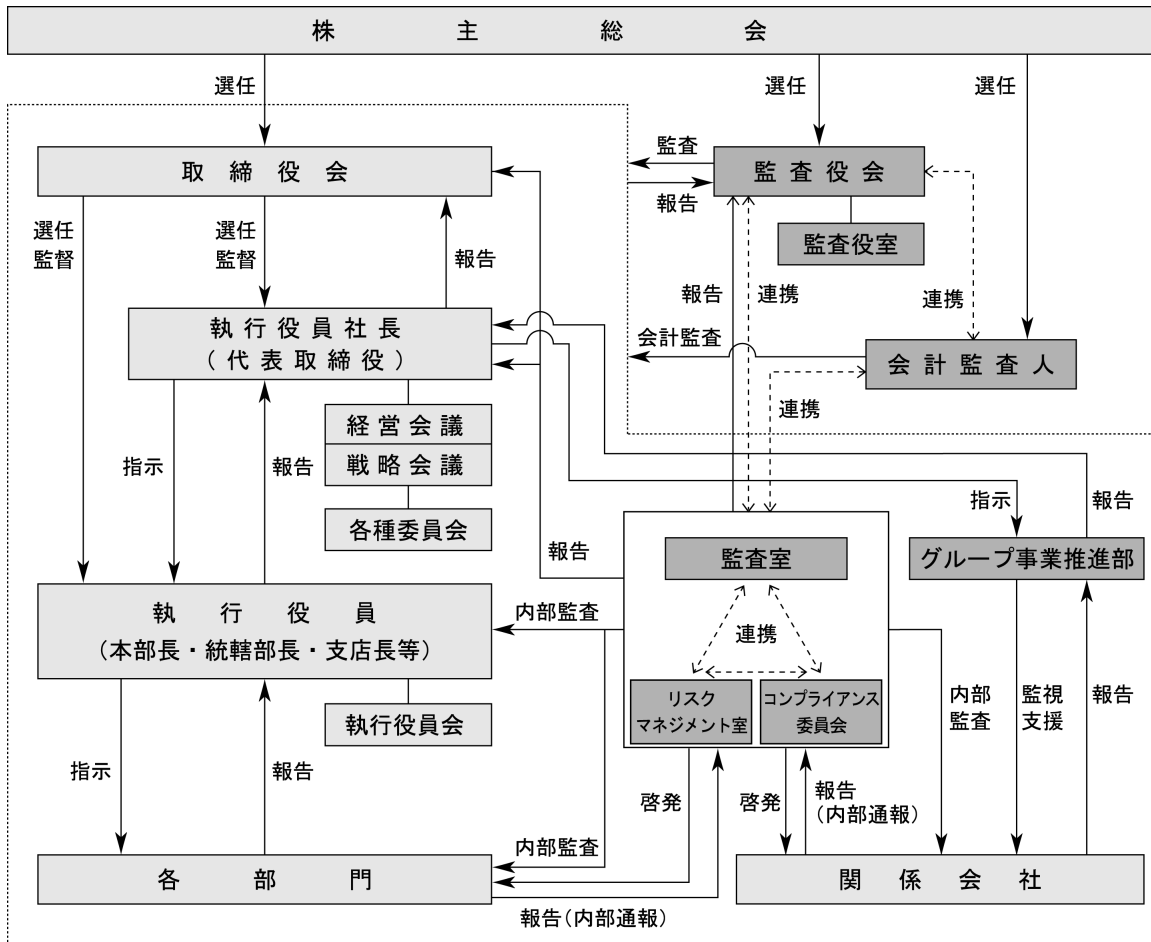 株主総会
選任
選任
選任
取締役会
監査
報告
監査役会
監査役室
選任
監督
選任
監督
報告
報告
連携
連携
執行役員社長
(代表取締役)
会計監査
会計監査人
連携
経営会議
戦略会議
各種委員会
指示
報告
報告
指示
報告
監査室
グループ事業推進部
連携
執行役員
(本部長・統轄部長・支店長等)
内部監査
リスク
マネジメント室
コンプライアンス
委員会
内部
監査
監視
支援
報告
執行役員会
指示
報告
啓発
啓発
報告
(内部通報)
内部監査
各部門
関係会社
報告(内部通報)